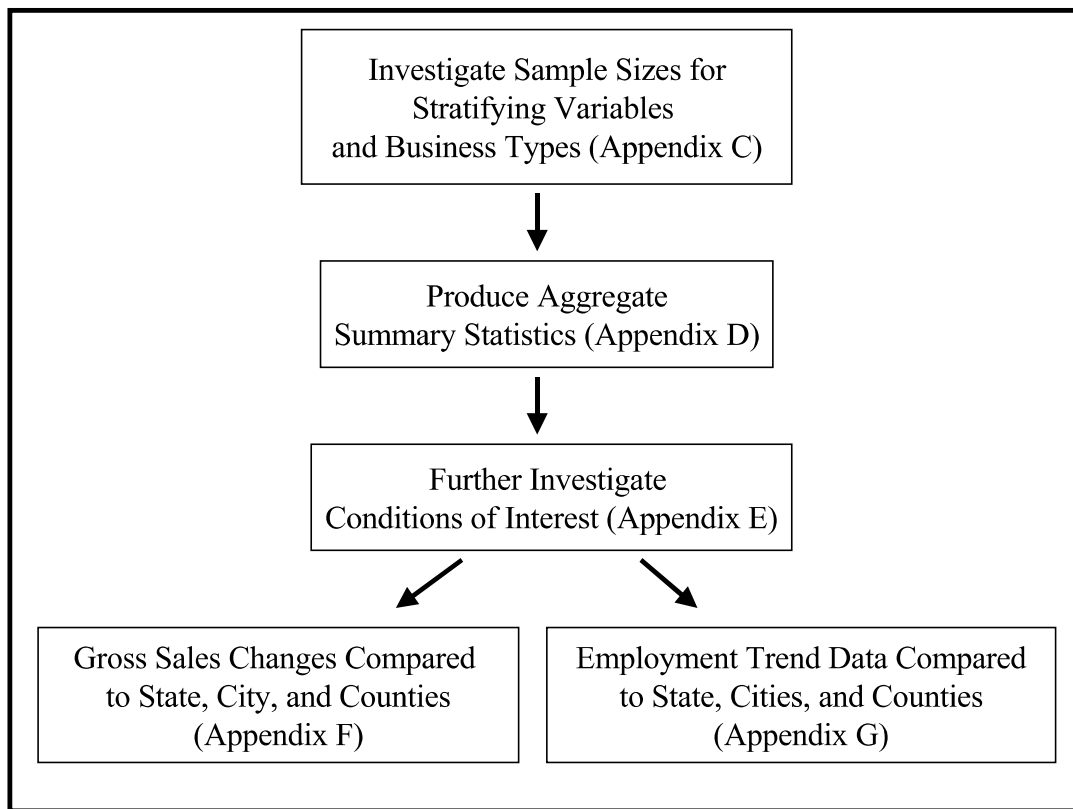 Investigate Sample Sizes for
Stratifying Variables
and Business Types (Appendix C)
Produce Aggregate
Summary Statistics (Appendix D)
Further Investigate
Conditions of Interest (Appendix E)
Gross Sales Changes Compared
to State, City, and Counties
(Appendix F)
Employment Trend Data Compared
to State, Cities, and Counties
(Appendix G)